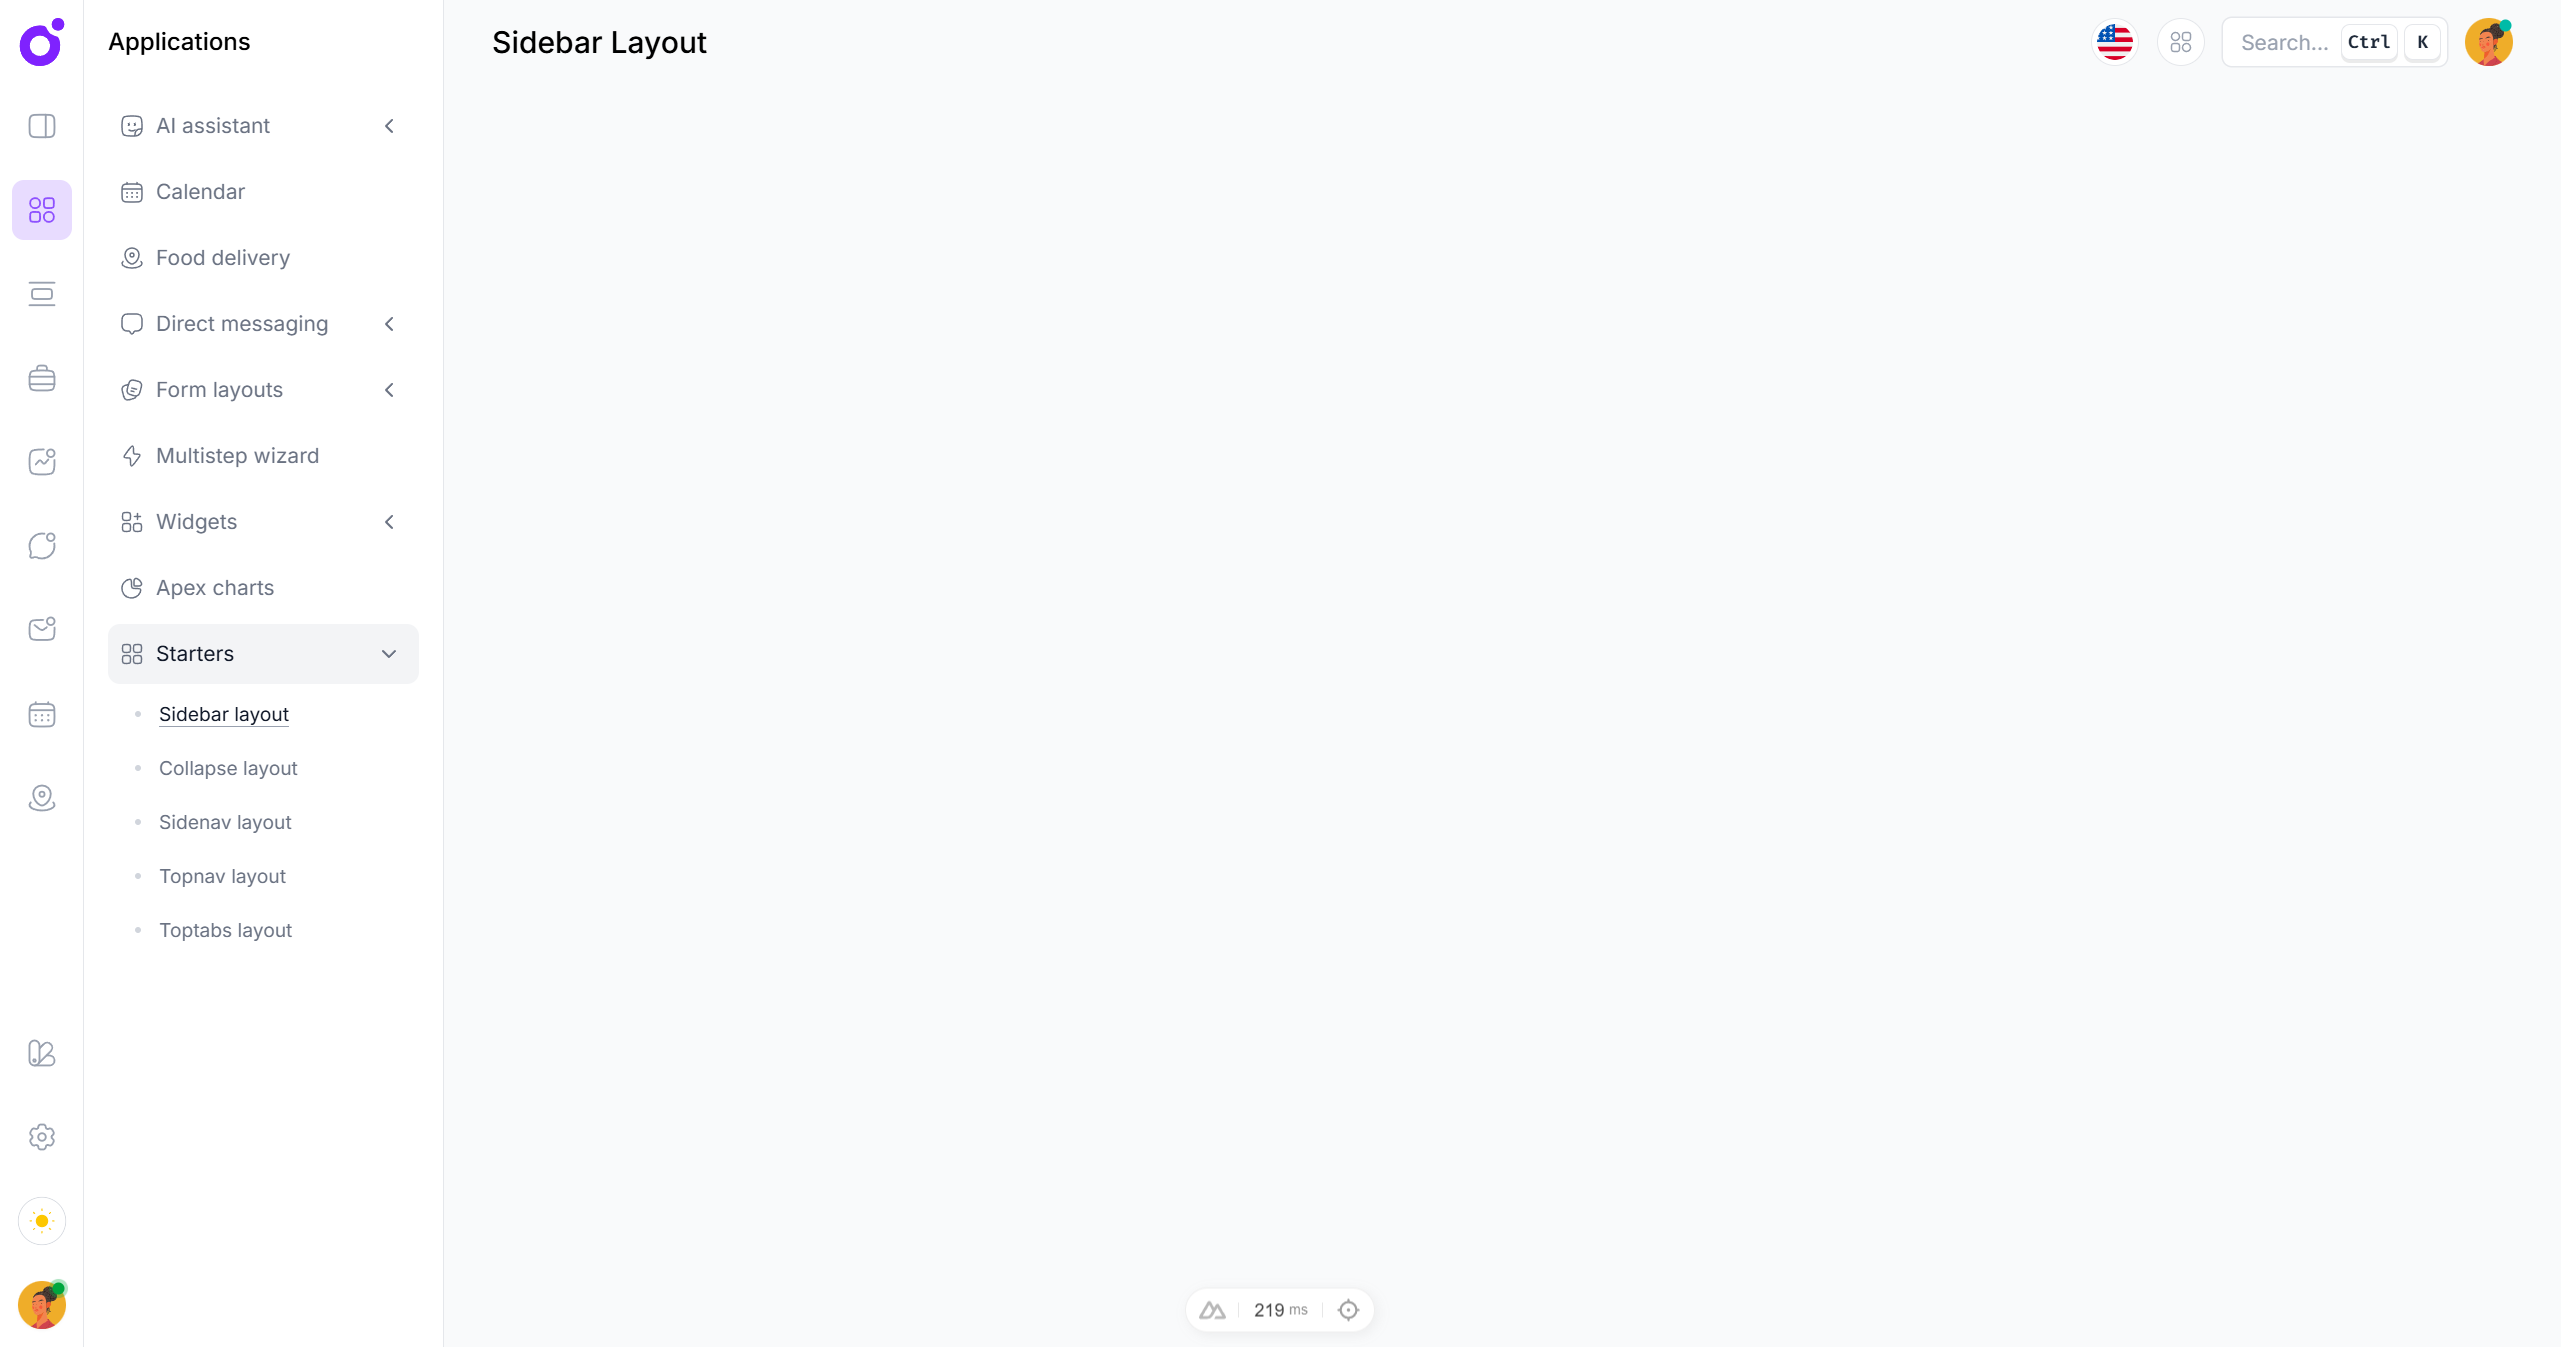 Applications
AI assistant
Calendar
Food delivery
Direct messaging
Form layouts
Multistep wizard
Widgets
Apex charts
Starters
Sidebar layout
Collapse layout
Sidenav layout
Topnav layout
Toptabs layout
Sidebar Layout
Search... Ctrl K
219 ms